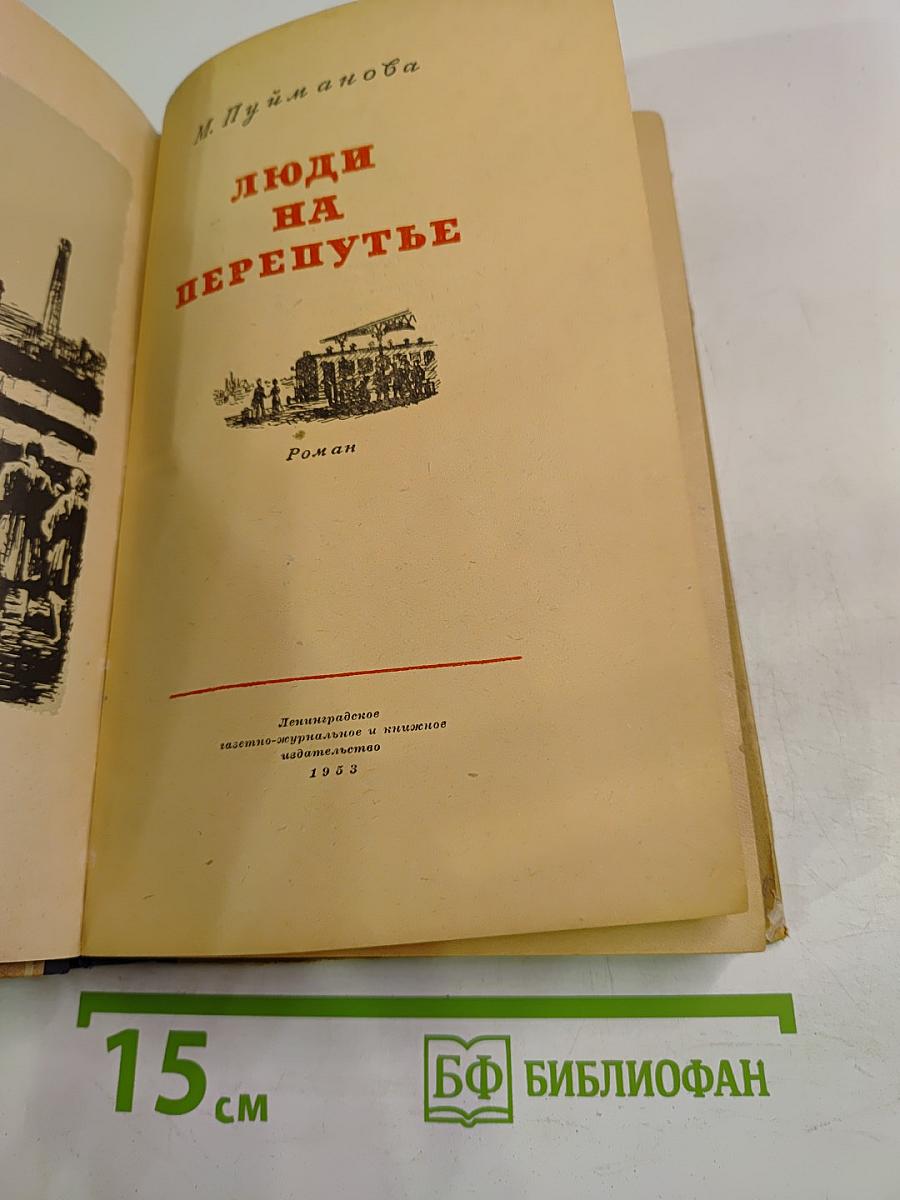 М. Пуйманова
ЛЮДИ
НА
ПЕРЕПУТЬЕ
Роман
Ленинградское
газетно-журнальное и книжное
издательство
1953
15 см
БФ БИБЛИОФАН